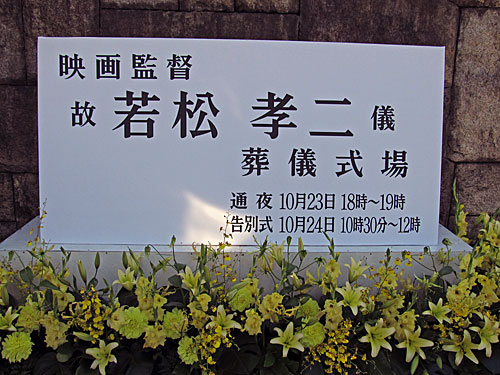 映画監督
故 若松 孝二 儀
葬儀式場
通夜 10月23日 18時〜19時
告別式 10月24日 10時30分〜12時